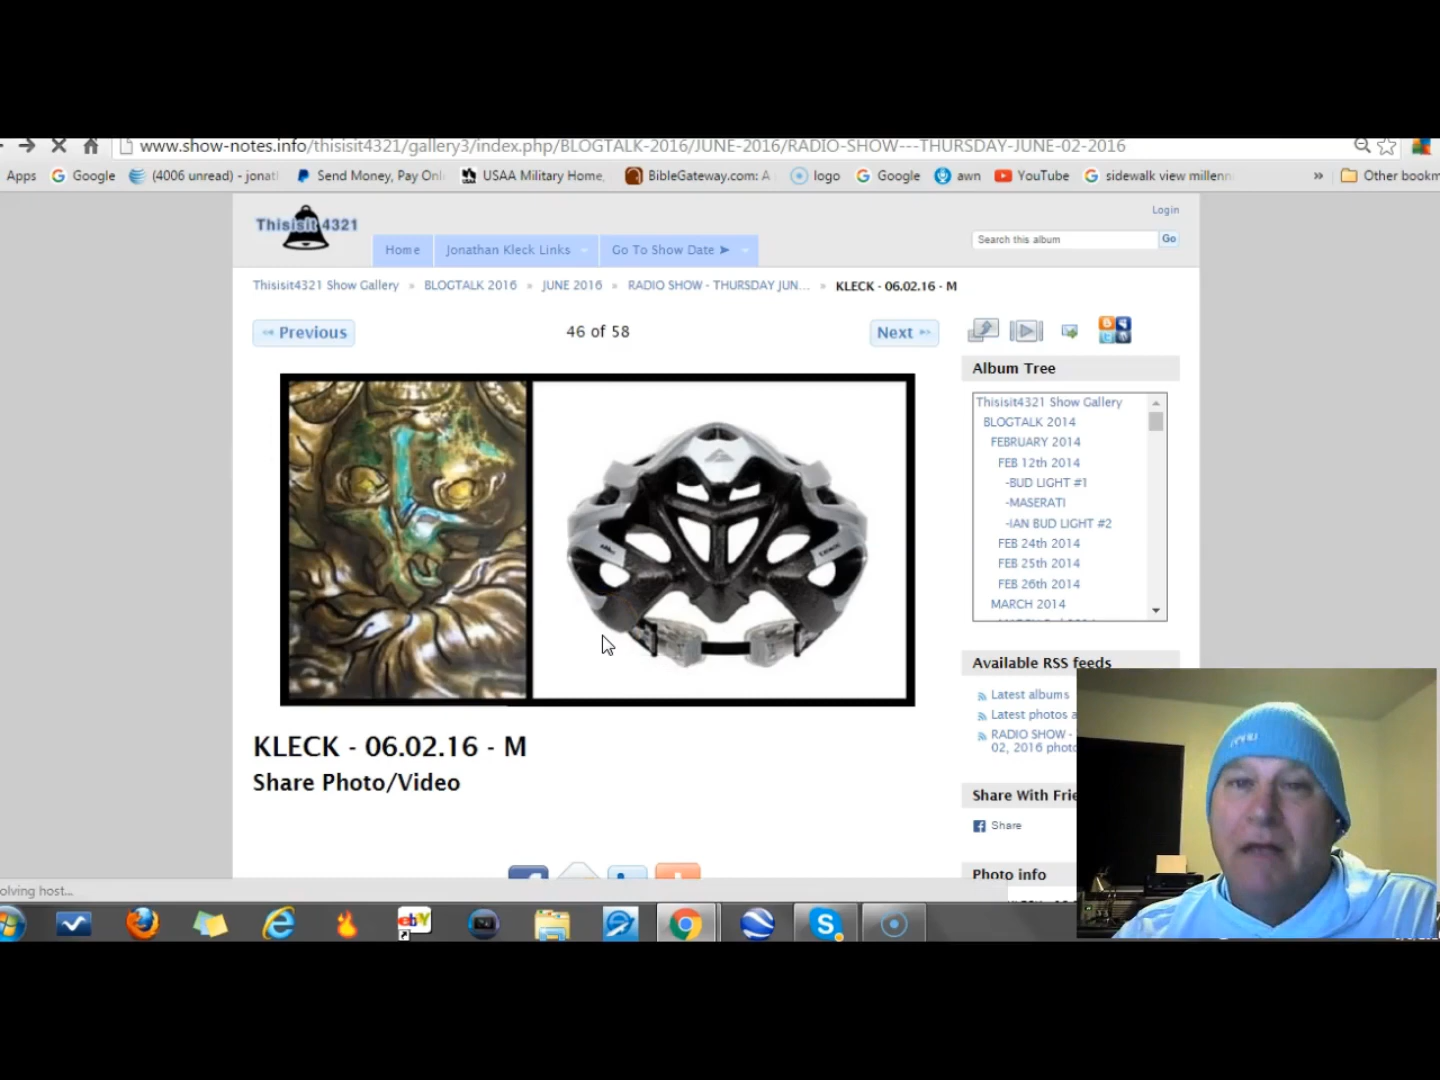 www.show-notes.info/thisisit4321/gallery3/index.php/BLOGTALK-2016/JUNE-2016/RADIO-SHOW---THURSDAY-JUNE-02-2016
Apps Google (4006 unread) - jonatl Send Money, Pay Onli USAA Military Home, BibleGateway.com: A logo Google awn YouTube sidewalk view millenn » Other bookm
Thisisit 4321
Login
Search this album Go
Home Jonathan Kleck Links Go To Show Date ➤
Thisisit4321 Show Gallery » BLOGTALK 2016 » JUNE 2016 » RADIO SHOW - THURSDAY JUN... » KLECK - 06.02.16 - M
Previous 46 of 58 Next
Album Tree
Thisisit4321 Show Gallery
BLOGTALK 2014
FEBRUARY 2014
FEB 12th 2014
-BUD LIGHT #1
-MASERATI
-IAN BUD LIGHT #2
FEB 24th 2014
FEB 25th 2014
FEB 26th 2014
MARCH 2014
Available RSS feeds
Latest albums
Latest photos a
RADIO SHOW -
02, 2016 photo
KLECK - 06.02.16 - M
Share Photo/Video
Share With Frie
Share
Photo info
olving host...
ebY